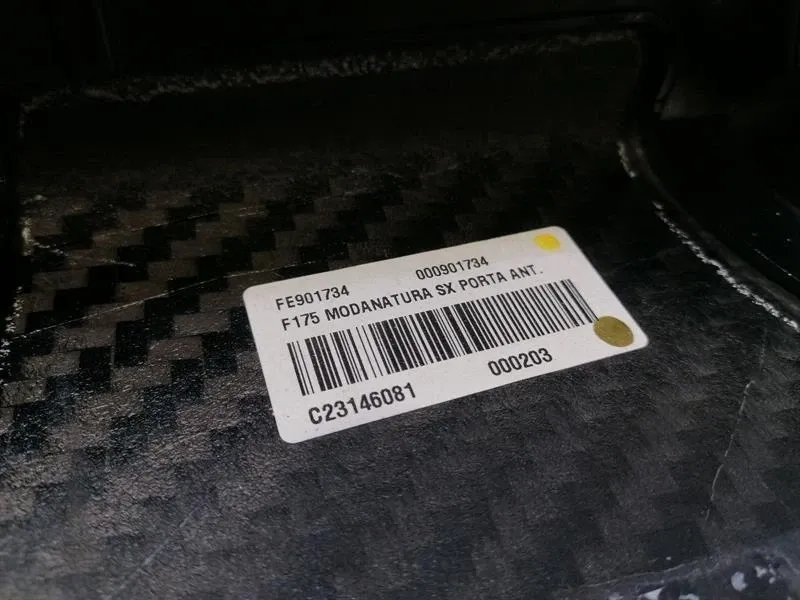 FE901734 000901734
F175 MODANATURA SX PORTA ANT.
C23146081 000203